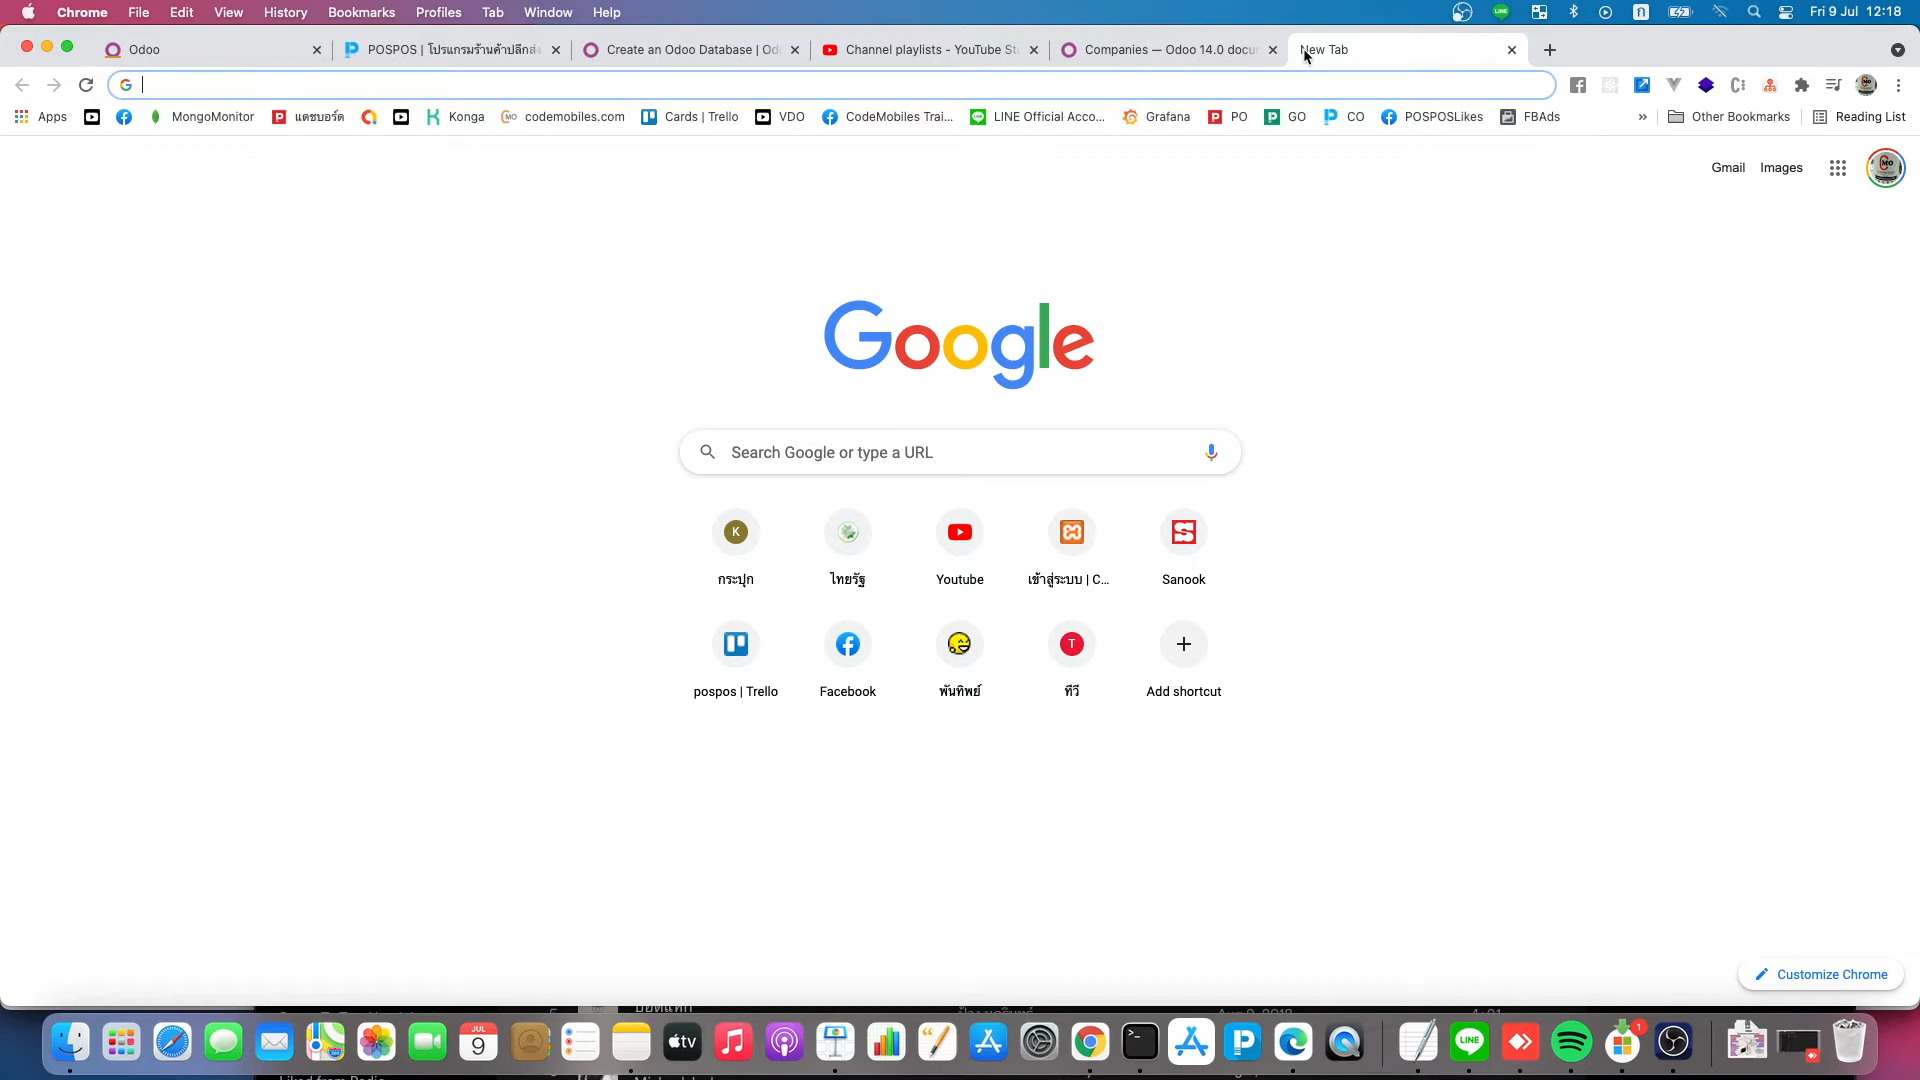 Chrome File Edit View History Bookmarks Profiles Tab Window Help Fri 9 Jul 12:18
Odoo POSPOS | โปรแกรมร้านค้าปลีกส่ง Create an Odoo Database | Od Channel playlists - YouTube St Companies — Odoo 14.0 docu New Tab
Apps MongoMonitor แดชบอร์ด Konga codemobiles.com Cards | Trello VDO CodeMobiles Trai... LINE Official Acco... Grafana PO GO CO POSPOSLikes FBAds » Other Bookmarks Reading List
Gmail Images
Google
Search Google or type a URL
K
กระปุก ไทยรัฐ Youtube เข้าสู่ระบบ | C... Sanook
T
pospos | Trello Facebook พันทิพย์ ทีวี Add shortcut
Customize Chrome
JUL
9
tv
1